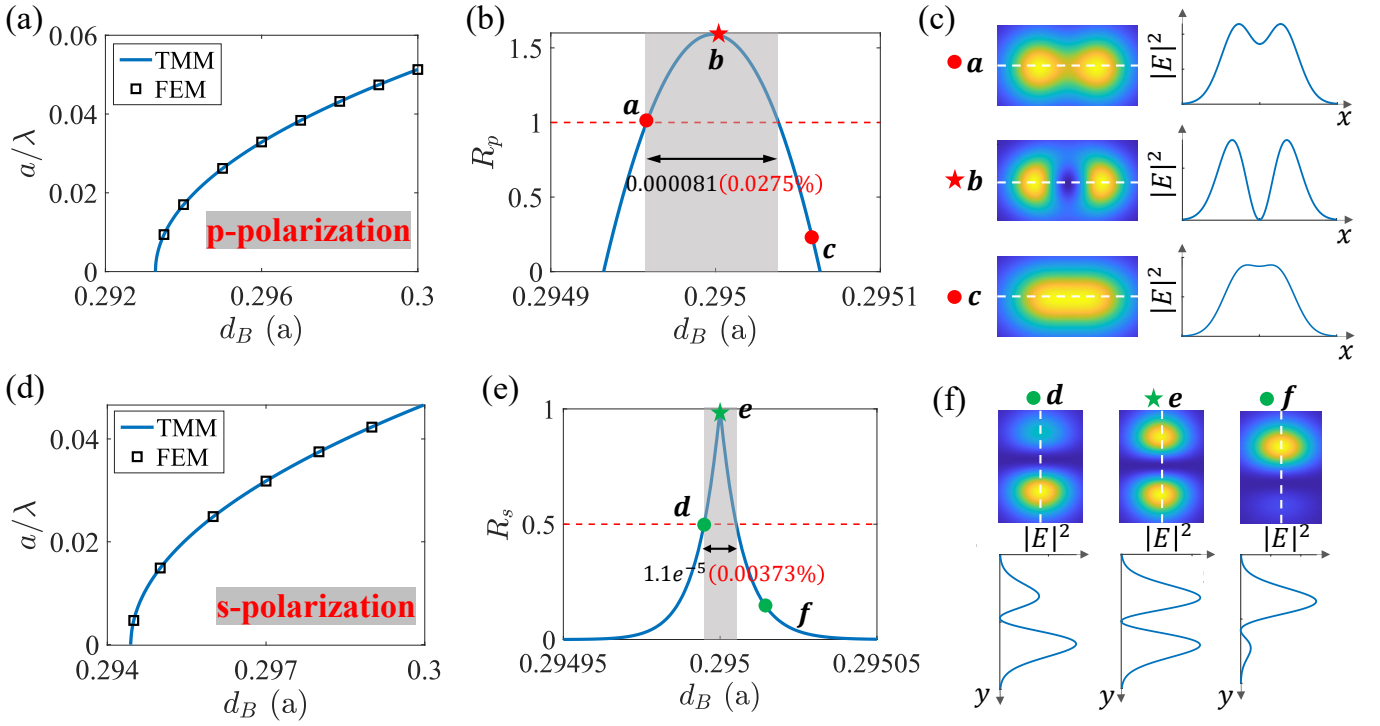 (a)
0.06
0.04
0.02
0
a/λ
TMM
FEM
p-polarization
0.292
0.296
0.3
d_B (a)
(b)
1.5
1
0.5
0
R_p
a
b
c
0.000081(0.0275%)
0.2949
0.295
0.2951
d_B (a)
(c)
a
|E|²
x
b
|E|²
x
c
|E|²
x
(d)
0.04
0.02
0
a/λ
TMM
FEM
s-polarization
0.294
0.297
0.3
d_B (a)
(e)
1
0.5
0
R_s
e
d
f
1.1e⁻⁵(0.00373%)
0.29495
0.295
0.29505
d_B (a)
(f)
d
e
f
|E|²
|E|²
|E|²
y
y
y